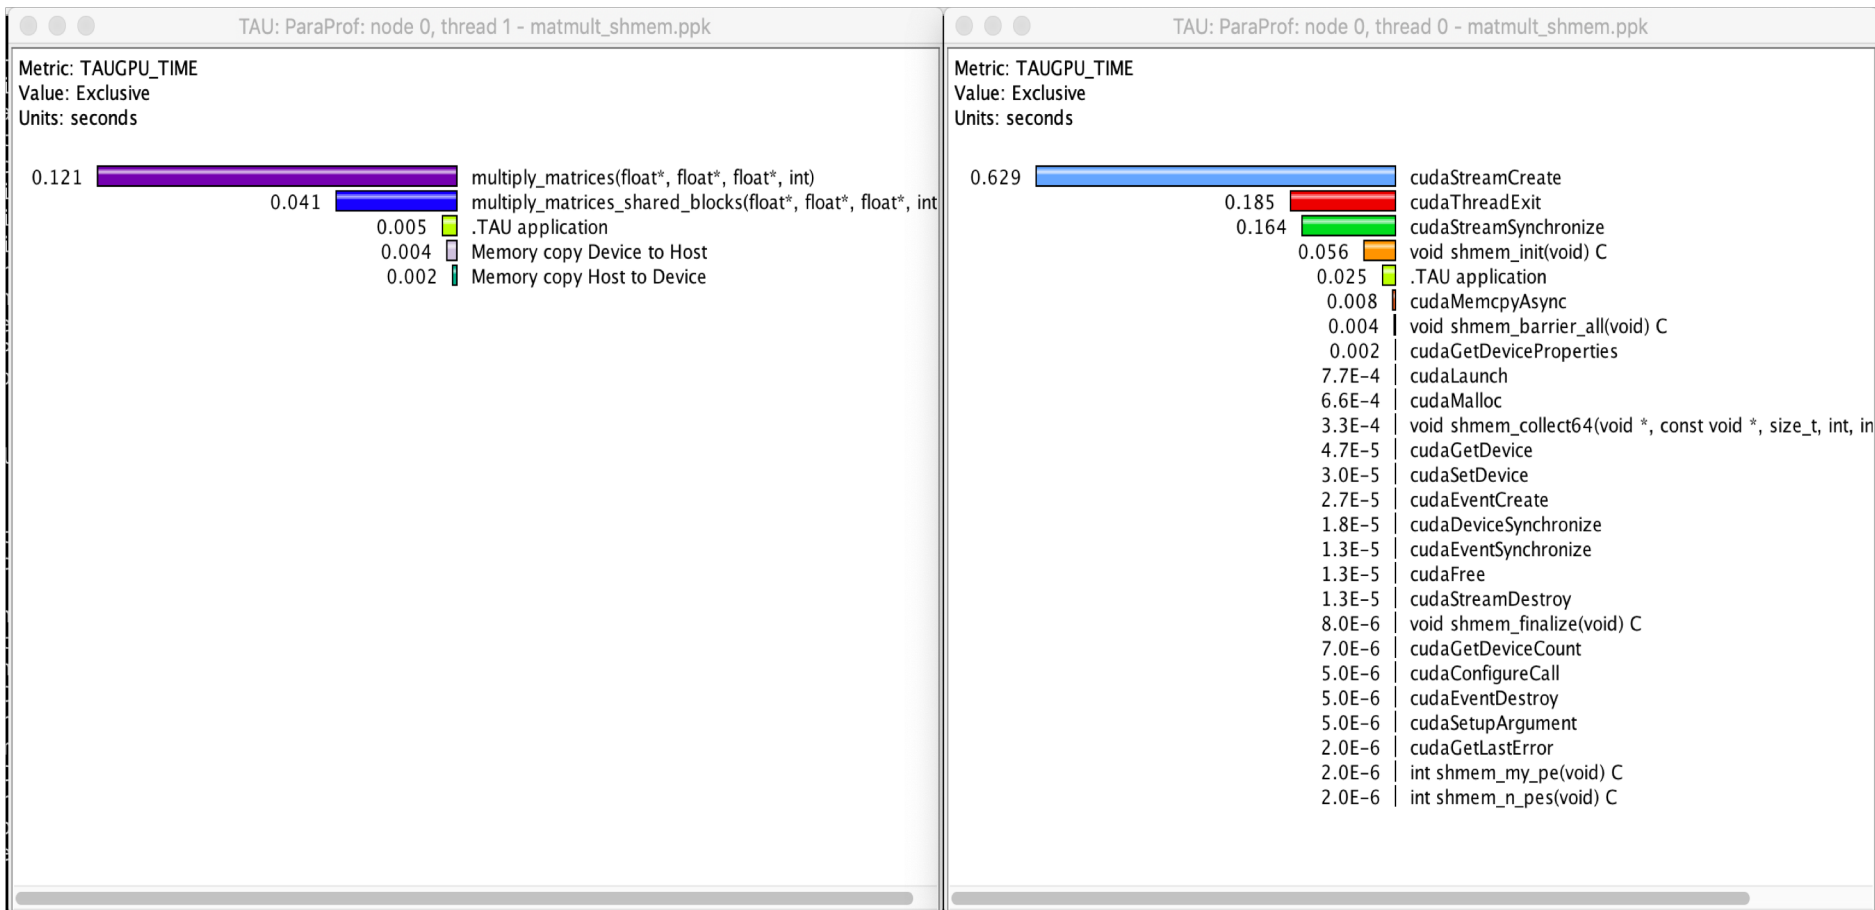 TAU: ParaProf: node 0, thread 1 - matmult_shmem.ppk
Metric: TAUGPU_TIME
Value: Exclusive
Units: seconds
0.121 multiply_matrices(float*, float*, float*, int)
0.041 multiply_matrices_shared_blocks(float*, float*, float*, int
0.005 .TAU application
0.004 Memory copy Device to Host
0.002 Memory copy Host to Device
TAU: ParaProf: node 0, thread 0 - matmult_shmem.ppk
Metric: TAUGPU_TIME
Value: Exclusive
Units: seconds
0.629 cudaStreamCreate
0.185 cudaThreadExit
0.164 cudaStreamSynchronize
0.056 void shmem_init(void) C
0.025 .TAU application
0.008 cudaMemcpyAsync
0.004 void shmem_barrier_all(void) C
0.002 cudaGetDeviceProperties
7.7E-4 cudaLaunch
6.6E-4 cudaMalloc
3.3E-4 void shmem_collect64(void *, const void *, size_t, int, in
4.7E-5 cudaGetDevice
3.0E-5 cudaSetDevice
2.7E-5 cudaEventCreate
1.8E-5 cudaDeviceSynchronize
1.3E-5 cudaEventSynchronize
1.3E-5 cudaFree
1.3E-5 cudaStreamDestroy
8.0E-6 void shmem_finalize(void) C
7.0E-6 cudaGetDeviceCount
5.0E-6 cudaConfigureCall
5.0E-6 cudaEventDestroy
5.0E-6 cudaSetupArgument
2.0E-6 cudaGetLastError
2.0E-6 int shmem_my_pe(void) C
2.0E-6 int shmem_n_pes(void) C